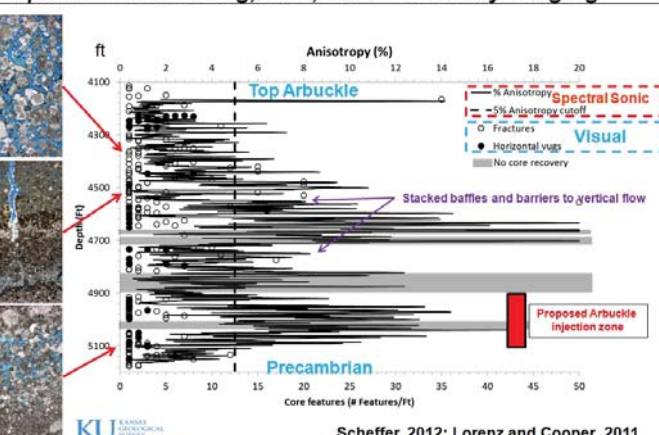 ft
Anisotropy (%)
0 2 4 6 8 10 12 14 16 18 20
4100
4300
4500
4700
4900
5100
Depth(Ft)
Top Arbuckle
% Anisotropy
Spectral Sonic
5% Anisotropy cutoff
Fractures
Visual
Horizontal vugs
No core recovery
Stacked baffles and barriers to vertical flow
Proposed Arbuckle
injection zone
Precambrian
0 5 10 15 20 25 30 35 40 45 50
Core features (# Features/Ft)
KU KANSAS
GEOLOGICAL
Scheffer, 2012; Lorenz and Cooper, 2011